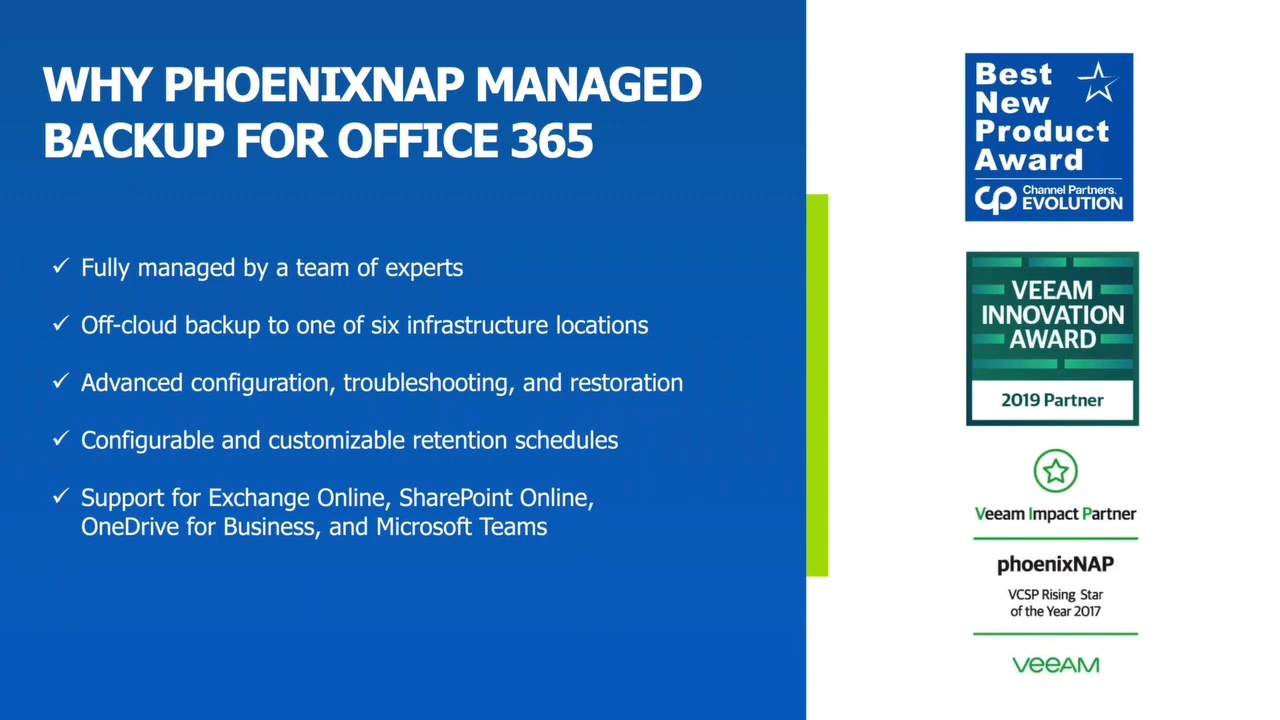 WHY PHOENIXNAP MANAGED
BACKUP FOR OFFICE 365
✓ Fully managed by a team of experts
✓ Off-cloud backup to one of six infrastructure locations
✓ Advanced configuration, troubleshooting, and restoration
✓ Configurable and customizable retention schedules
✓ Support for Exchange Online, SharePoint Online,
OneDrive for Business, and Microsoft Teams
Best
New
Product
Award
cp Channel Partners.
EVOLUTION
VEEAM
INNOVATION
AWARD
2019 Partner
Veeam Impact Partner
phoenixNAP
VCSP Rising Star
of the Year 2017
VEEAM